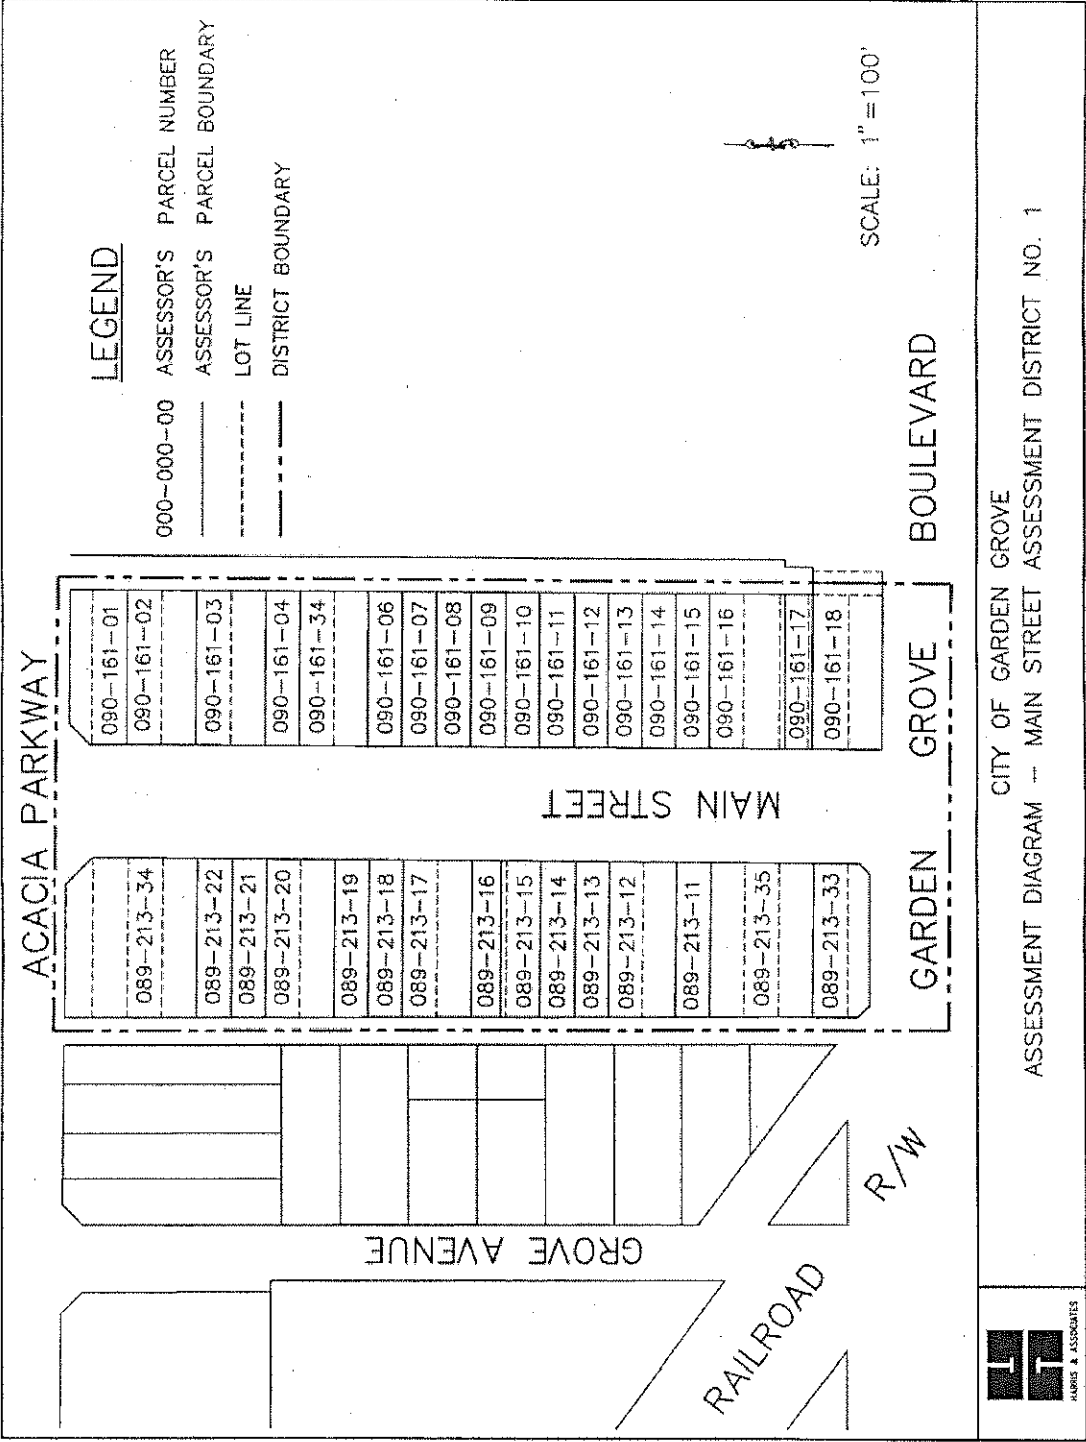 ACACIA PARKWAY
LEGEND
000-000-00 ASSESSOR'S PARCEL NUMBER
ASSESSOR'S PARCEL BOUNDARY
LOT LINE
DISTRICT BOUNDARY
089-213-34
089-213-22
089-213-21
089-213-20
089-213-19
089-213-18
089-213-17
089-213-16
089-213-15
089-213-14
089-213-13
089-213-12
089-213-11
089-213-35
089-213-33
MAIN STREET
090-161-01
090-161-02
090-161-03
090-161-04
090-161-34
090-161-06
090-161-07
090-161-08
090-161-09
090-161-10
090-161-11
090-161-12
090-161-13
090-161-14
090-161-15
090-161-16
090-161-17
090-161-18
GROVE AVENUE
RAILROAD R/W
GARDEN GROVE BOULEVARD
SCALE: 1"=100'
CITY OF GARDEN GROVE
ASSESSMENT DIAGRAM - MAIN STREET ASSESSMENT DISTRICT NO. 1
HARRIS & ASSOCIATES